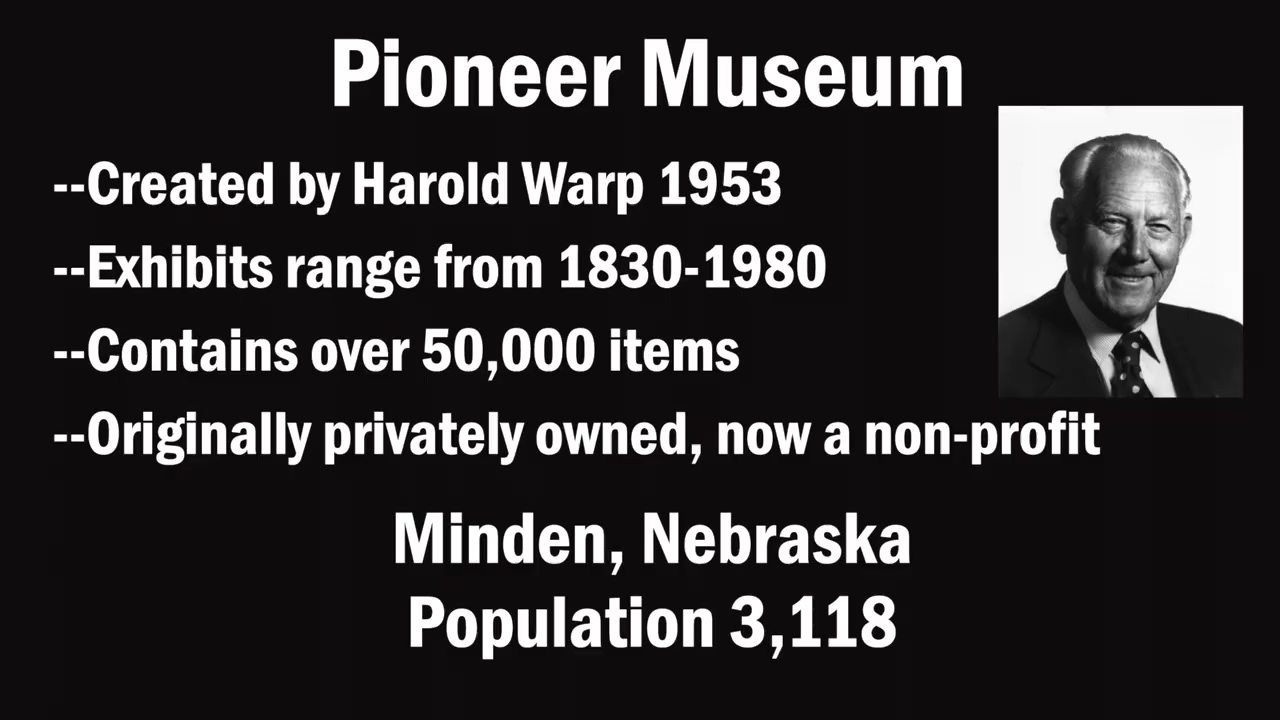 Pioneer Museum
--Created by Harold Warp 1953
--Exhibits range from 1830-1980
--Contains over 50,000 items
--Originally privately owned, now a non-profit
Minden, Nebraska
Population 3,118